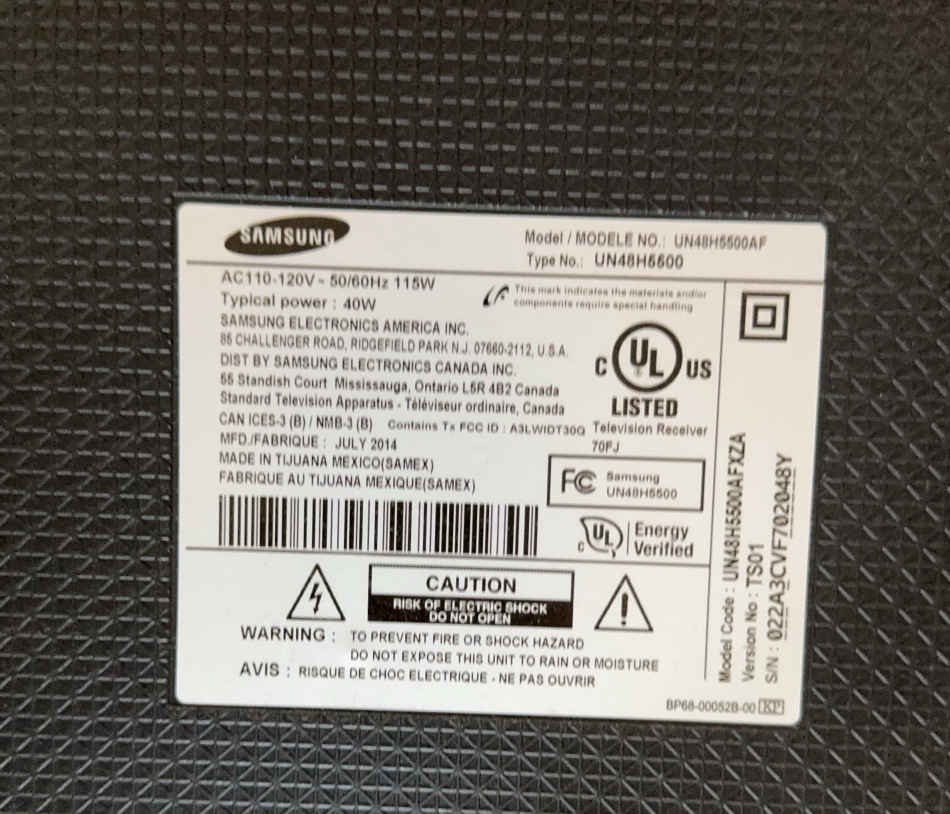 SAMSUNG
Model / MODELE NO.: UN48H5500AF
Type No.: UN48H5500
AC110-120V ~ 50/60Hz 115W
Typical power : 40W
This mark indicates the materials and/or
components require special handling
SAMSUNG ELECTRONICS AMERICA INC.
85 CHALLENGER ROAD, RIDGEFIELD PARK N.J. 07660-2112, U.S.A.
DIST BY SAMSUNG ELECTRONICS CANADA INC.
55 Standish Court Mississauga, Ontario L5R 4B2 Canada
Standard Television Apparatus - Téléviseur ordinaire, Canada
C UL US
LISTED
CAN ICES-3 (B) / NMB-3 (B) Contains Tx FCC ID : A3LWIDT30Q
Television Receiver
70FJ
MFD./FABRIQUE : JULY 2014
MADE IN TIJUANA MEXICO(SAMEX)
FABRIQUE AU TIJUANA MEXIQUE(SAMEX)
FC Samsung
UN48H5500
C UL Energy
Verified
CAUTION
RISK OF ELECTRIC SHOCK
DO NOT OPEN
WARNING : TO PREVENT FIRE OR SHOCK HAZARD
DO NOT EXPOSE THIS UNIT TO RAIN OR MOISTURE
AVIS : RISQUE DE CHOC ELECTRIQUE - NE PAS OUVRIR
Model Code : UN48H5500AFXZA
Version No : TS01
S/N : 022A3CVF702048Y
BP68-00052B-00 KP